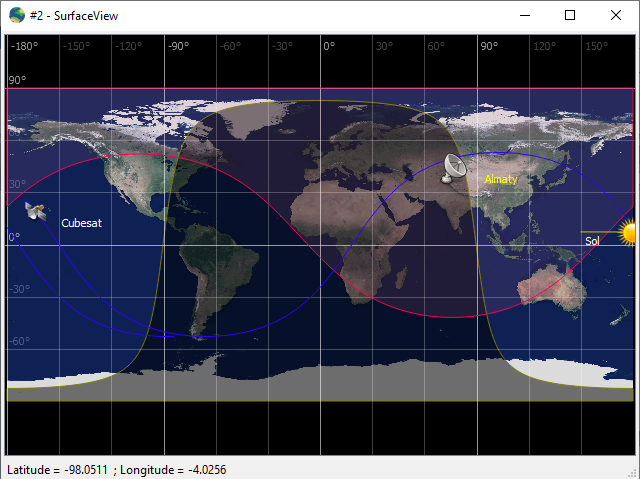 #2 - SurfaceView
-180° -150° -120° -90° -60° -30° 0° 30° 60° 90° 120° 150°
90°
60°
30°
0°
-30°
-60°
Almaty
Cubesat
Sol
Latitude = -98.0511 ; Longitude = -4.0256